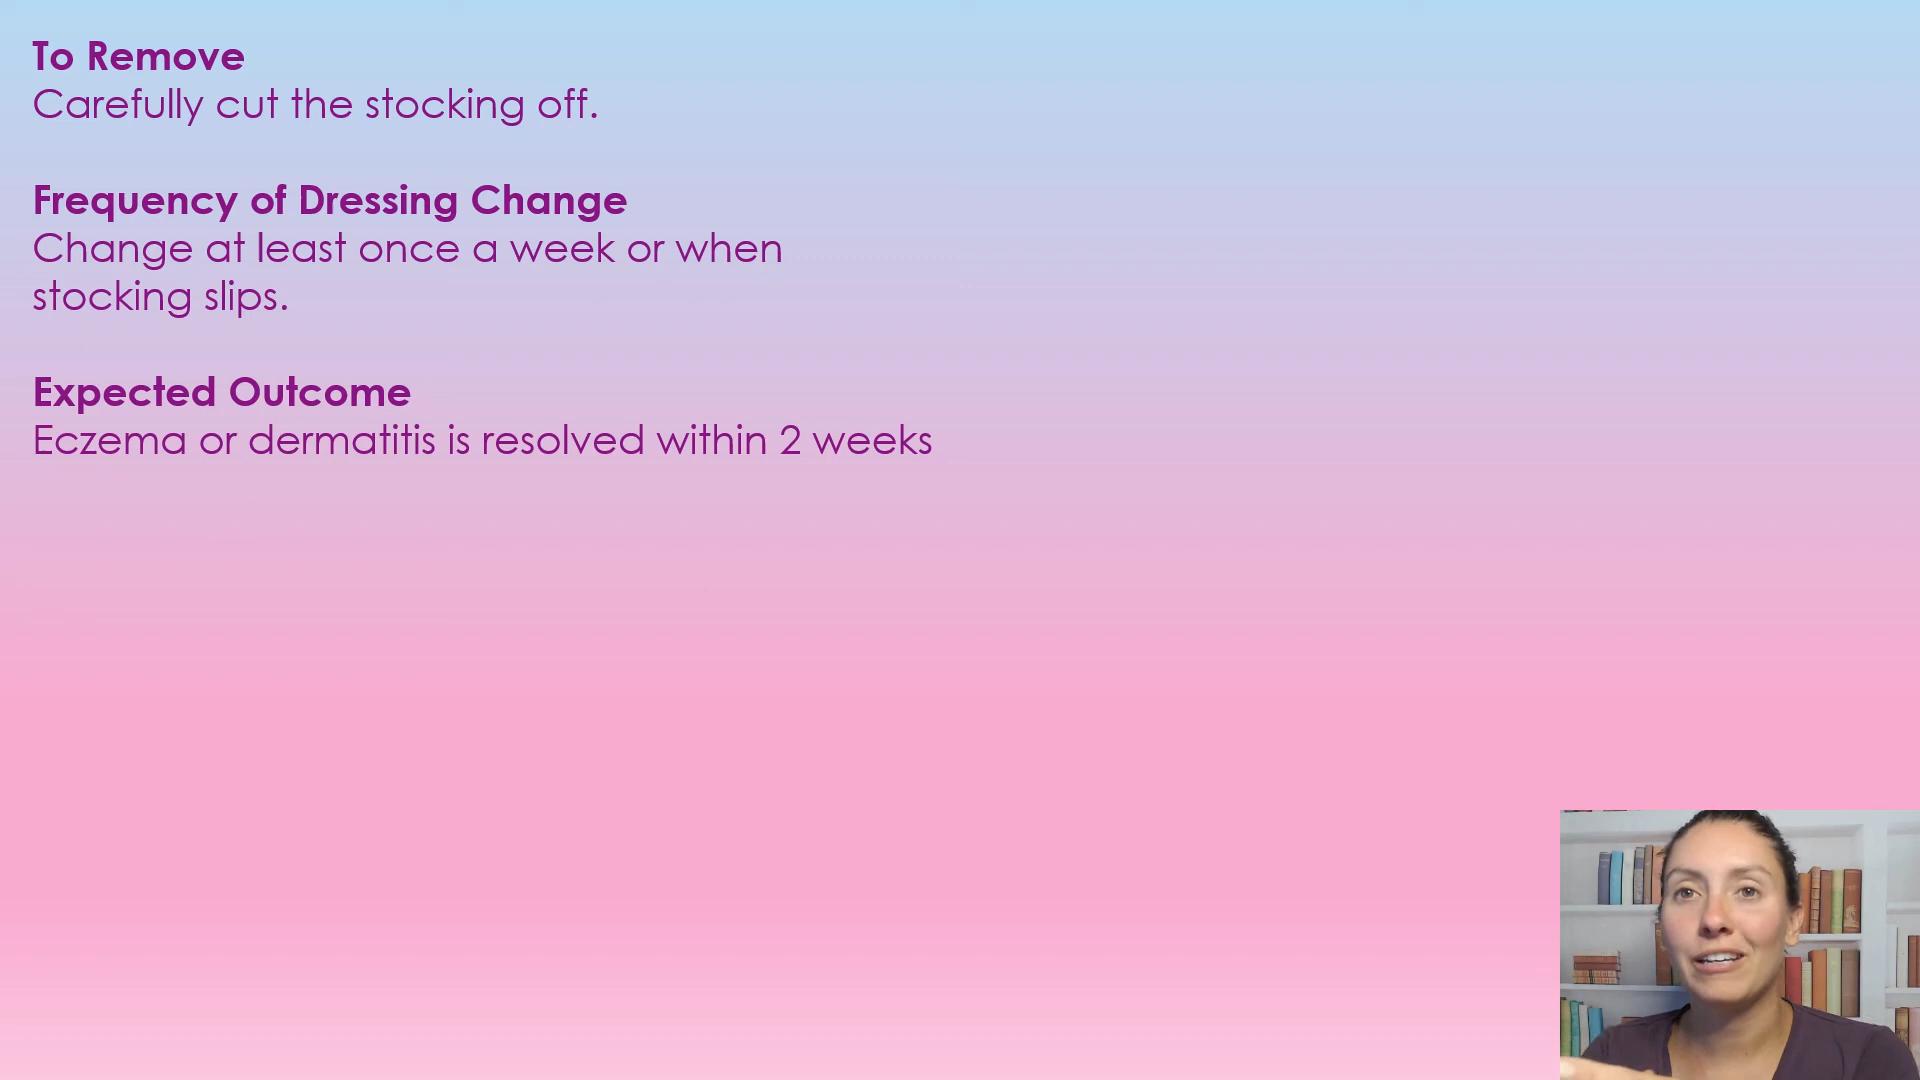 To Remove
Carefully cut the stocking off.
Frequency of Dressing Change
Change at least once a week or when
stocking slips.
Expected Outcome
Eczema or dermatitis is resolved within 2 weeks